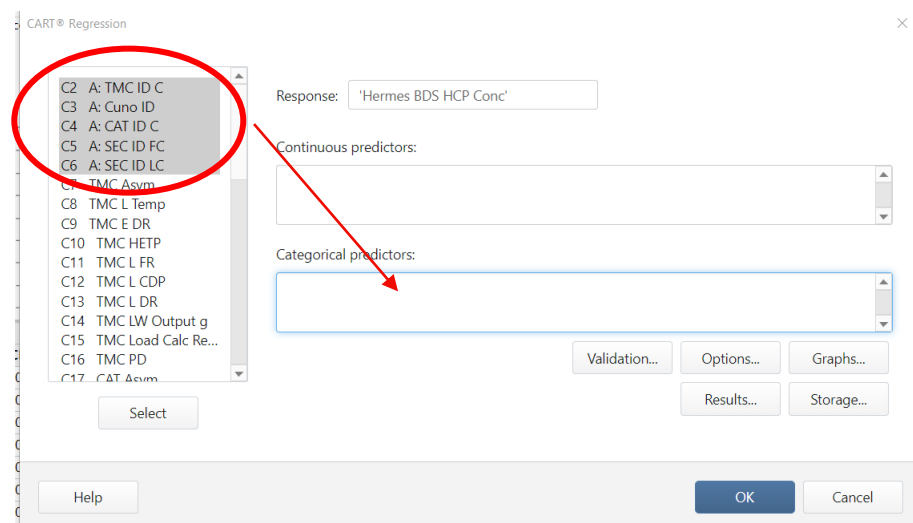 CART® Regression
C2 A: TMC ID C
C3 A: Cuno ID
C4 A: CAT ID C
C5 A: SEC ID FC
C6 A: SEC ID LC
C7 TMC Asym
C8 TMC L Temp
C9 TMC E DR
C10 TMC HETP
C11 TMC L FR
C12 TMC L CDP
C13 TMC L DR
C14 TMC LW Output g
C15 TMC Load Calc Re...
C16 TMC PD
C17 CAT Asym
Select
Response: 'Hermes BDS HCP Conc'
Continuous predictors:
Categorical predictors:
Validation... Options... Graphs...
Results... Storage...
Help OK Cancel